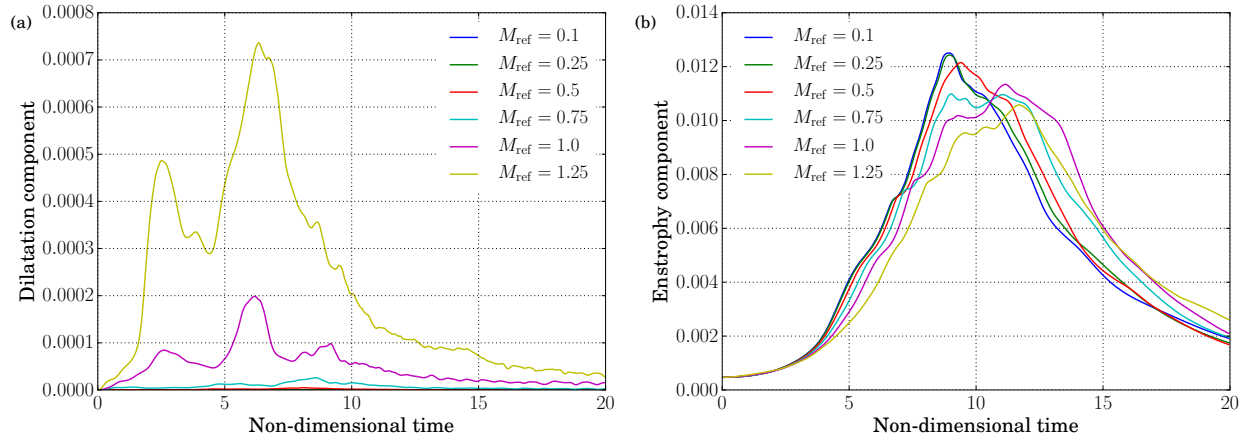 (a)
0.0008
0.0007
0.0006
0.0005
0.0004
0.0003
0.0002
0.0001
0.0000
Dilatation component
0 5 10 15 20
Non-dimensional time
M_ref = 0.1
M_ref = 0.25
M_ref = 0.5
M_ref = 0.75
M_ref = 1.0
M_ref = 1.25
(b)
0.014
0.012
0.010
0.008
0.006
0.004
0.002
0.000
Enstrophy component
0 5 10 15 20
Non-dimensional time
M_ref = 0.1
M_ref = 0.25
M_ref = 0.5
M_ref = 0.75
M_ref = 1.0
M_ref = 1.25